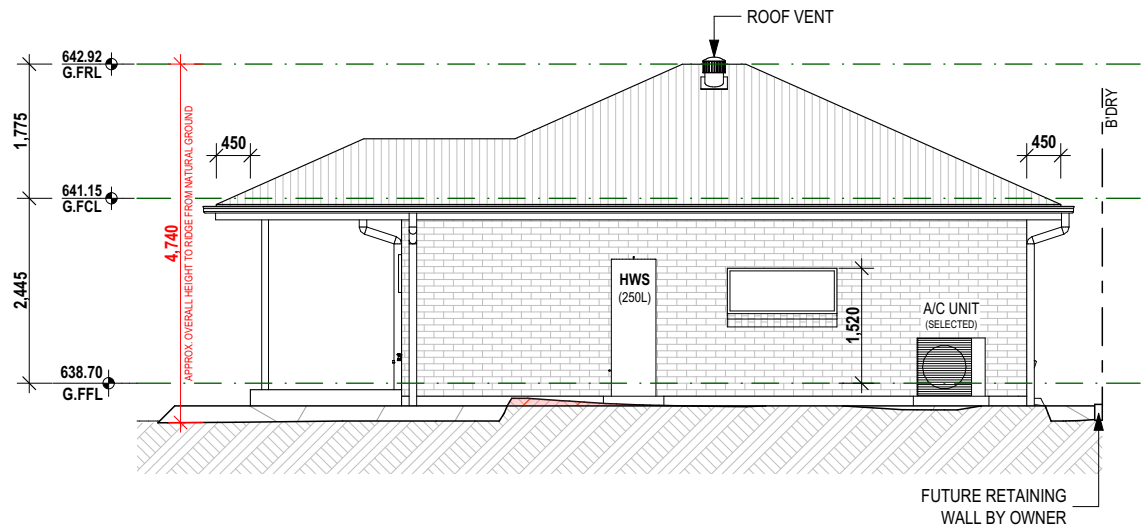 ROOF VENT
642.92
G.FRL
1,775
450
450
B'DRY
641.15
G.FCL
4,740
APPROX. OVERALL HEIGHT TO RIDGE FROM NATURAL GROUND
2,445
HWS
(250L)
1,520
A/C UNIT
(SELECTED)
638.70
G.FFL
FUTURE RETAINING
WALL BY OWNER